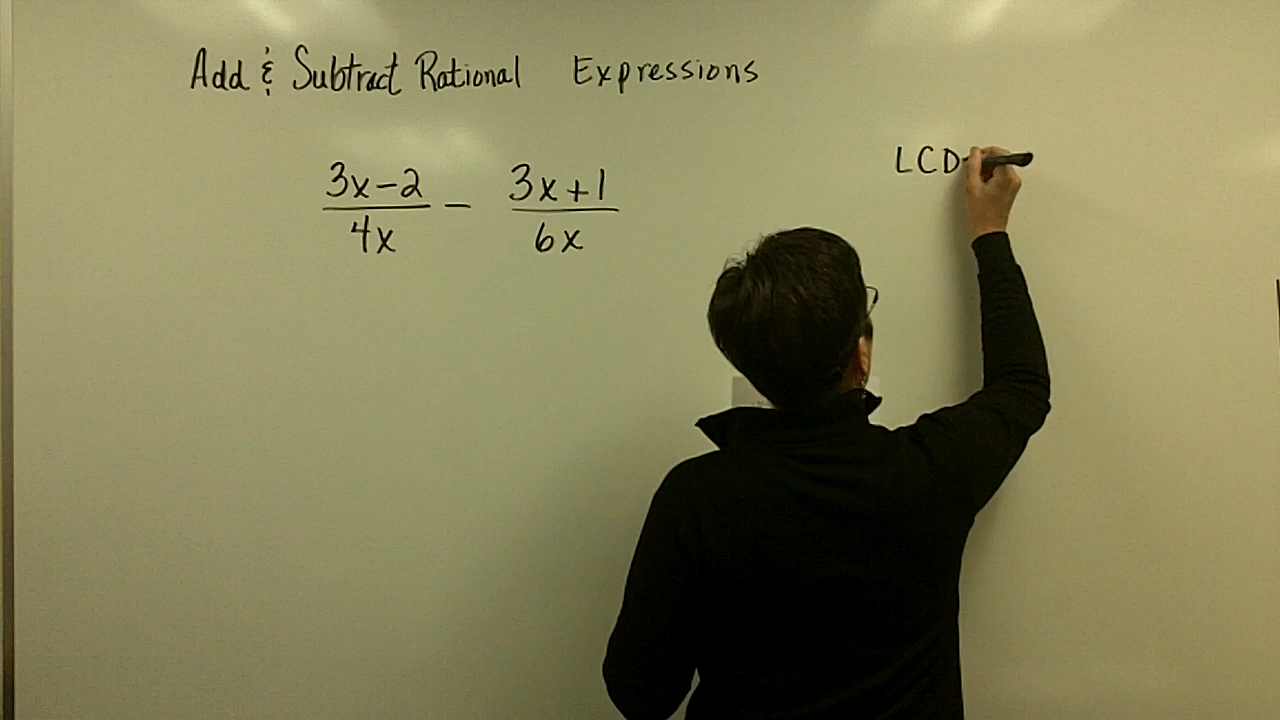 Add & Subtract Rational Expressions
LCD
3x-2 - 3x+1
4x 6x